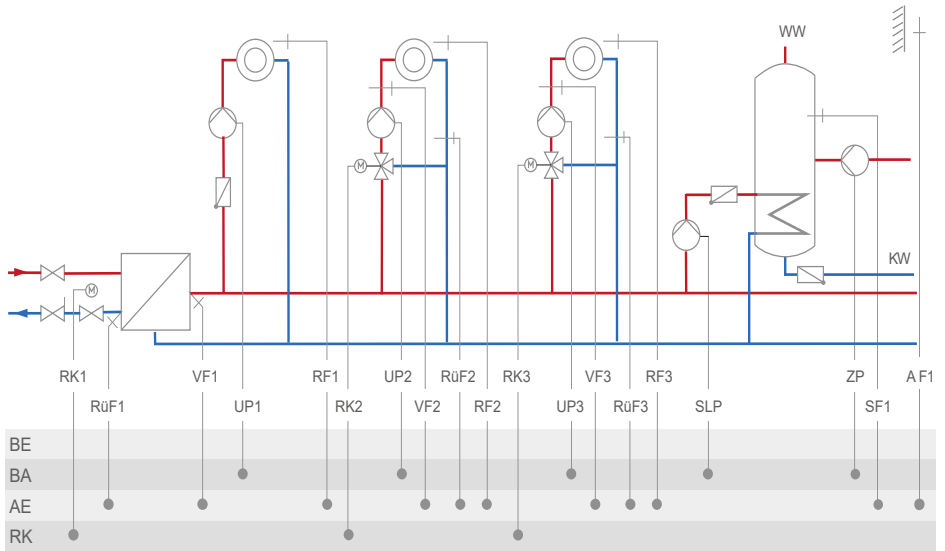 WW
M
M
KW
M
RK1 VF1 RF1 UP2 RüF2 RK3 VF3 RF3 ZP A F1
RüF1 UP1 RK2 VF2 RF2 UP3 RüF3 SLP SF1
BE
BA
AE
RK